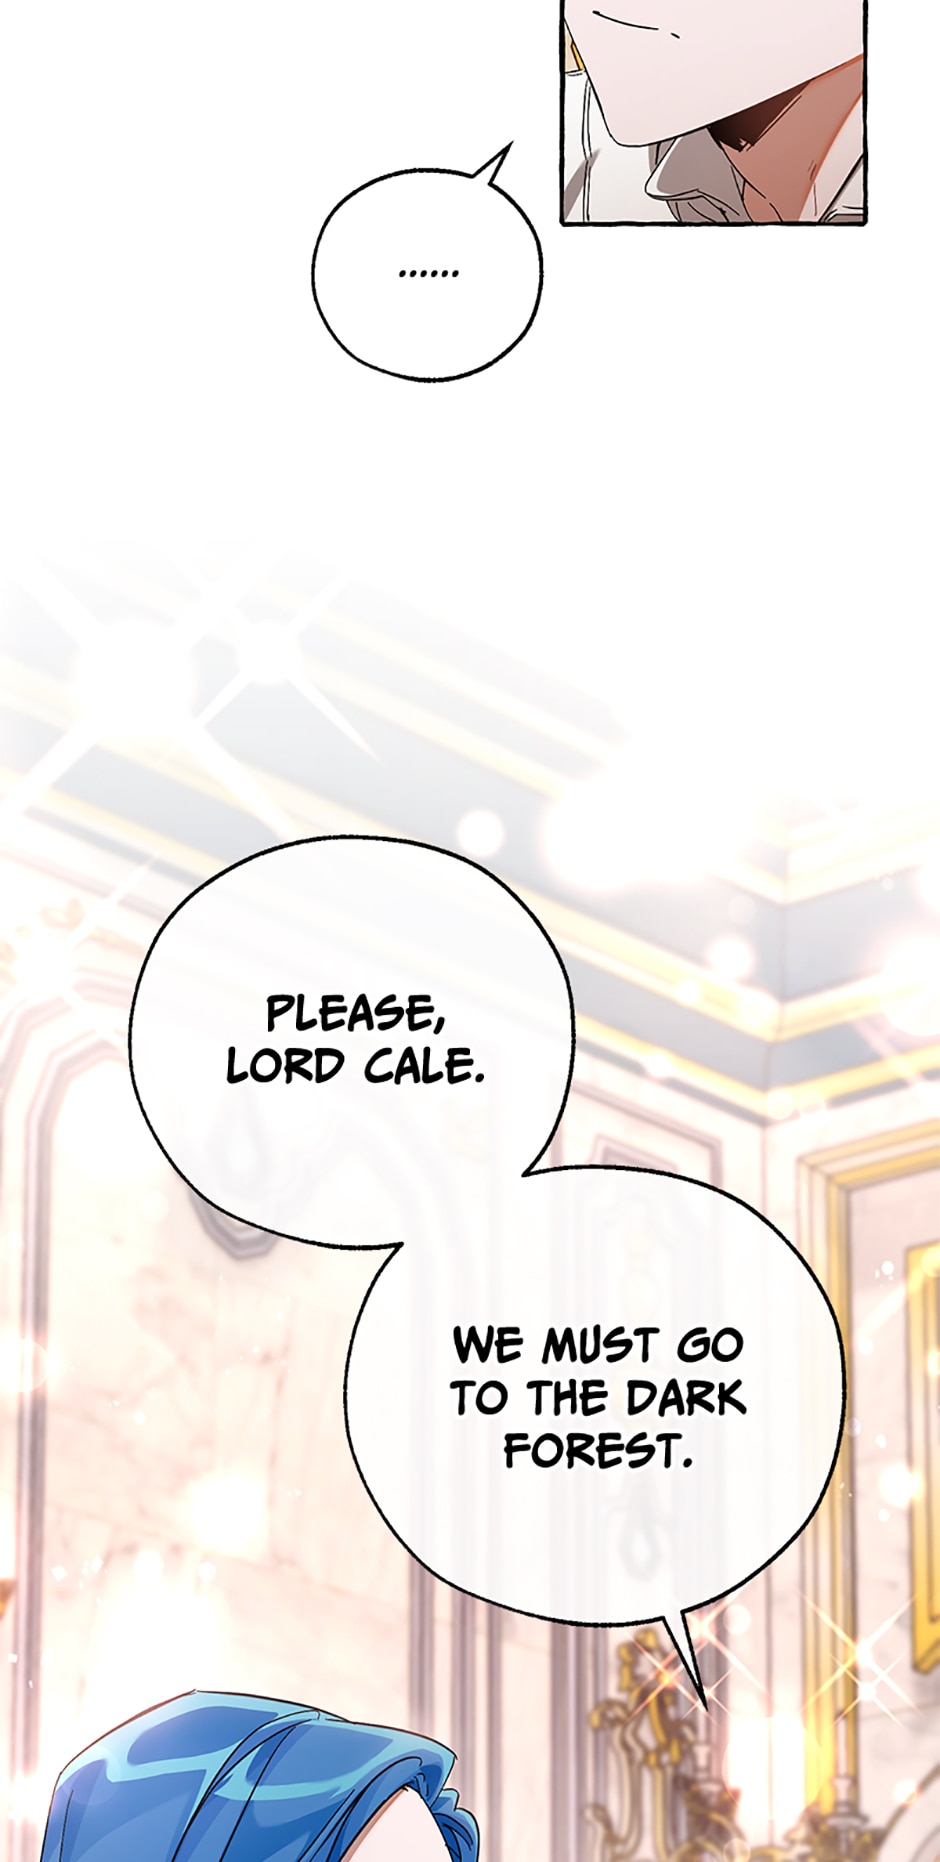 ......
PLEASE,
LORD CALE.
WE MUST GO
TO THE DARK
FOREST.